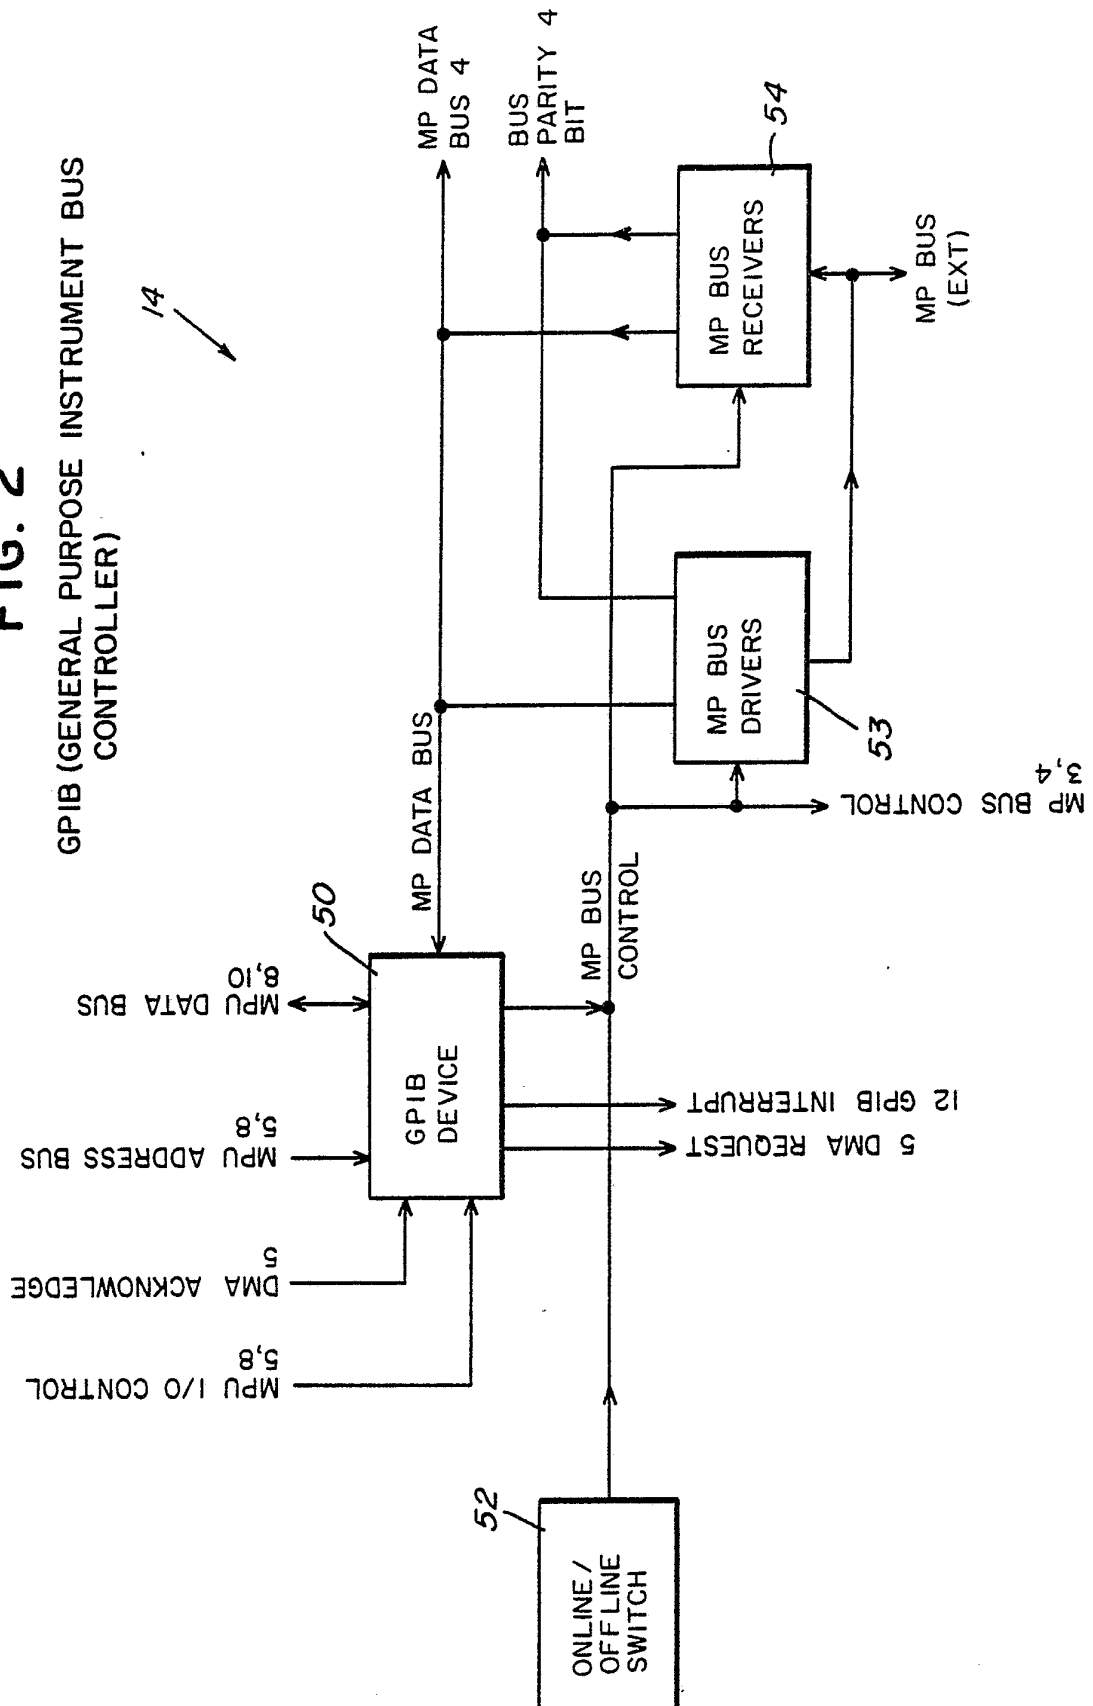 FIG. 2
GPIB (GENERAL PURPOSE INSTRUMENT BUS
CONTROLLER)
14
MPU I/O CONTROL
5,8
DMA ACKNOWLEDGE
5
MPU ADDRESS BUS
5,8
MPU DATA BUS
8,10
50
GPIB
DEVICE
MP DATA BUS
MP DATA
BUS 4
BUS
PARITY 4
BIT
52
ONLINE/
OFFLINE
SWITCH
5 DMA REQUEST
12 GPIB INTERRUPT
MP BUS
CONTROL
MP BUS CONTROL
3,4
MP BUS
DRIVERS
53
MP BUS
RECEIVERS
54
MP BUS
(EXT)